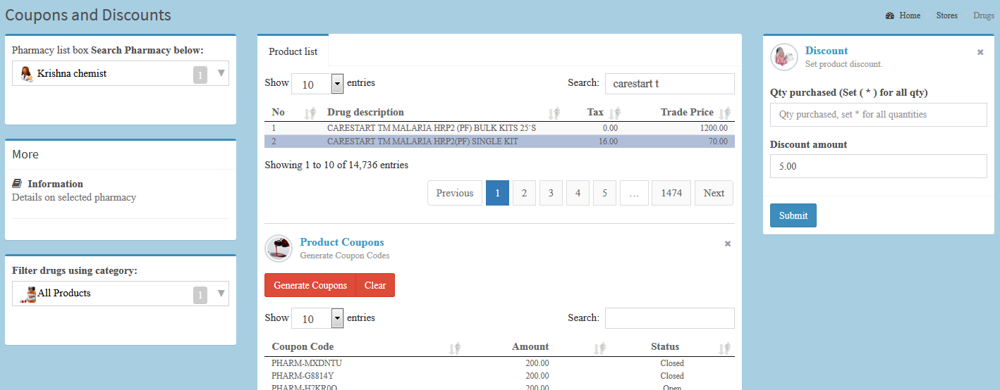 Coupons and Discounts
Home Stores Drugs
Pharmacy list box Search Pharmacy below:
Krishna chemist 1
More
Information
Details on selected pharmacy
Filter drugs using category:
All Products 1
Product list
Show 10 entries Search: carestart t
No Drug description Tax Trade Price
1 CARESTART TM MALARIA HRP2 (PF) BULK KITS 25`S 0.00 1200.00
2 CARESTART TM MALARIA HRP2(PF) SINGLE KIT 16.00 70.00
Showing 1 to 10 of 14,736 entries
Previous 1 2 3 4 5 … 1474 Next
Product Coupons
Generate Coupon Codes
Generate Coupons Clear
Show 10 entries Search:
Coupon Code Amount Status
PHARM-MXDNTU 200.00 Closed
PHARM-G8814Y 200.00 Closed
PHARM-H7KR0Q 200.00 Open
Discount
Set product discount.
Qty purchased (Set ( * ) for all qty)
Qty purchased, set * for all quantities
Discount amount
5.00
Submit